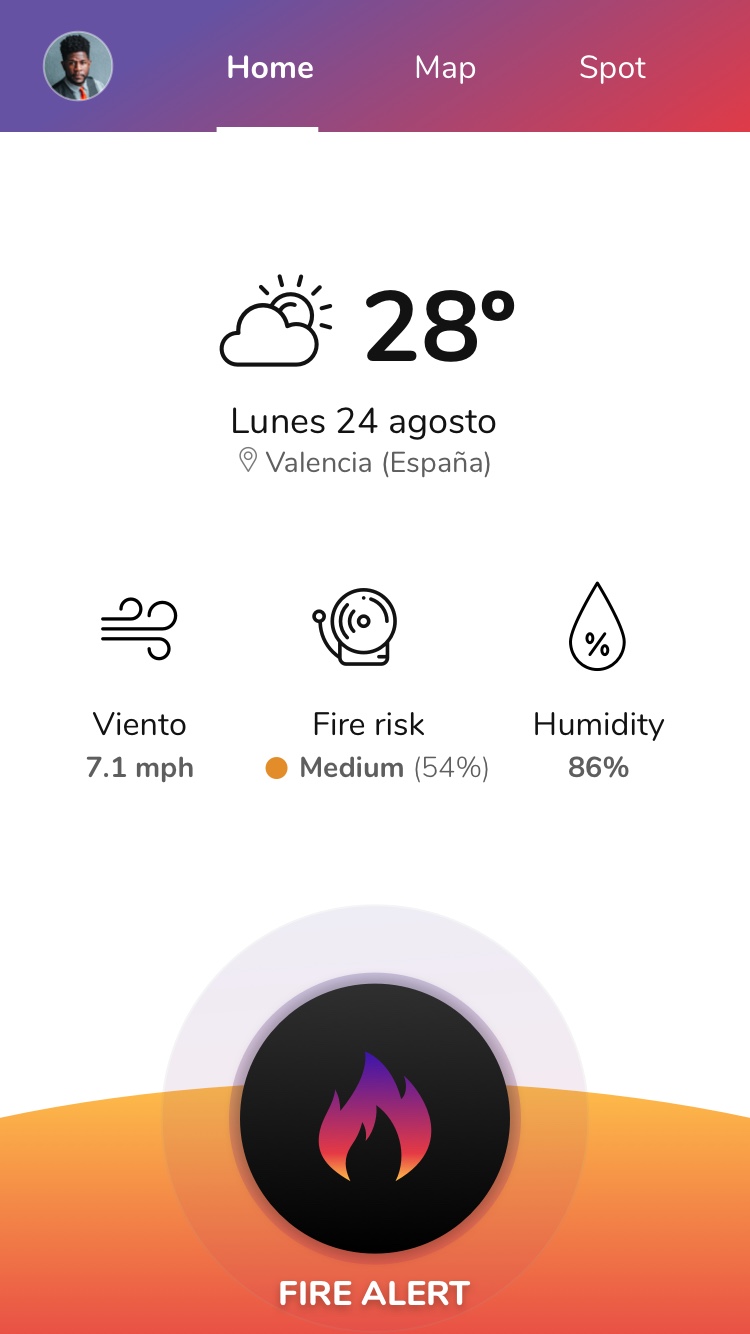 Home Map Spot
28º
Lunes 24 agosto
Valencia (España)
Viento Fire risk Humidity
7.1 mph Medium (54%) 86%
%
FIRE ALERT